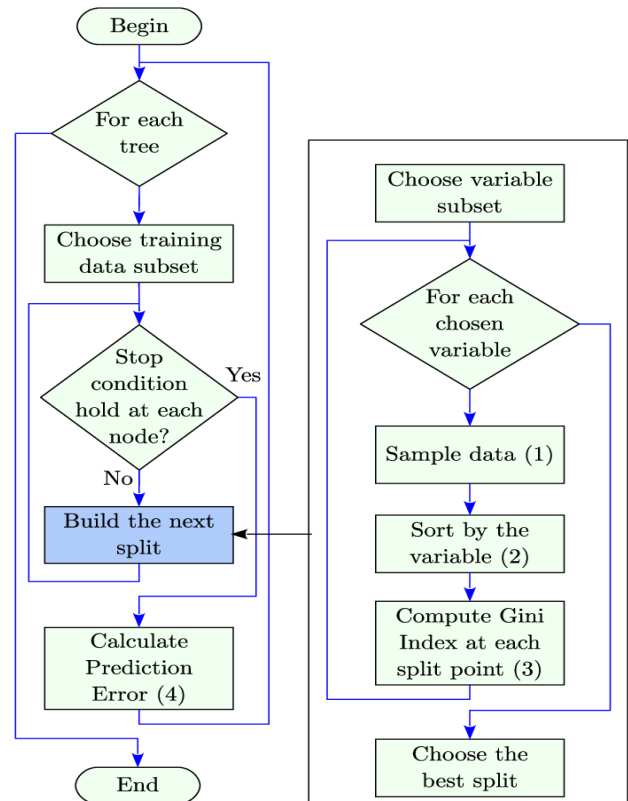 Begin
For each
tree
Choose training
data subset
Stop
condition
hold at each
node?
Yes
No
Build the next
split
Calculate
Prediction
Error (4)
End
Choose variable
subset
For each
chosen
variable
Sample data (1)
Sort by the
variable (2)
Compute Gini
Index at each
split point (3)
Choose the
best split